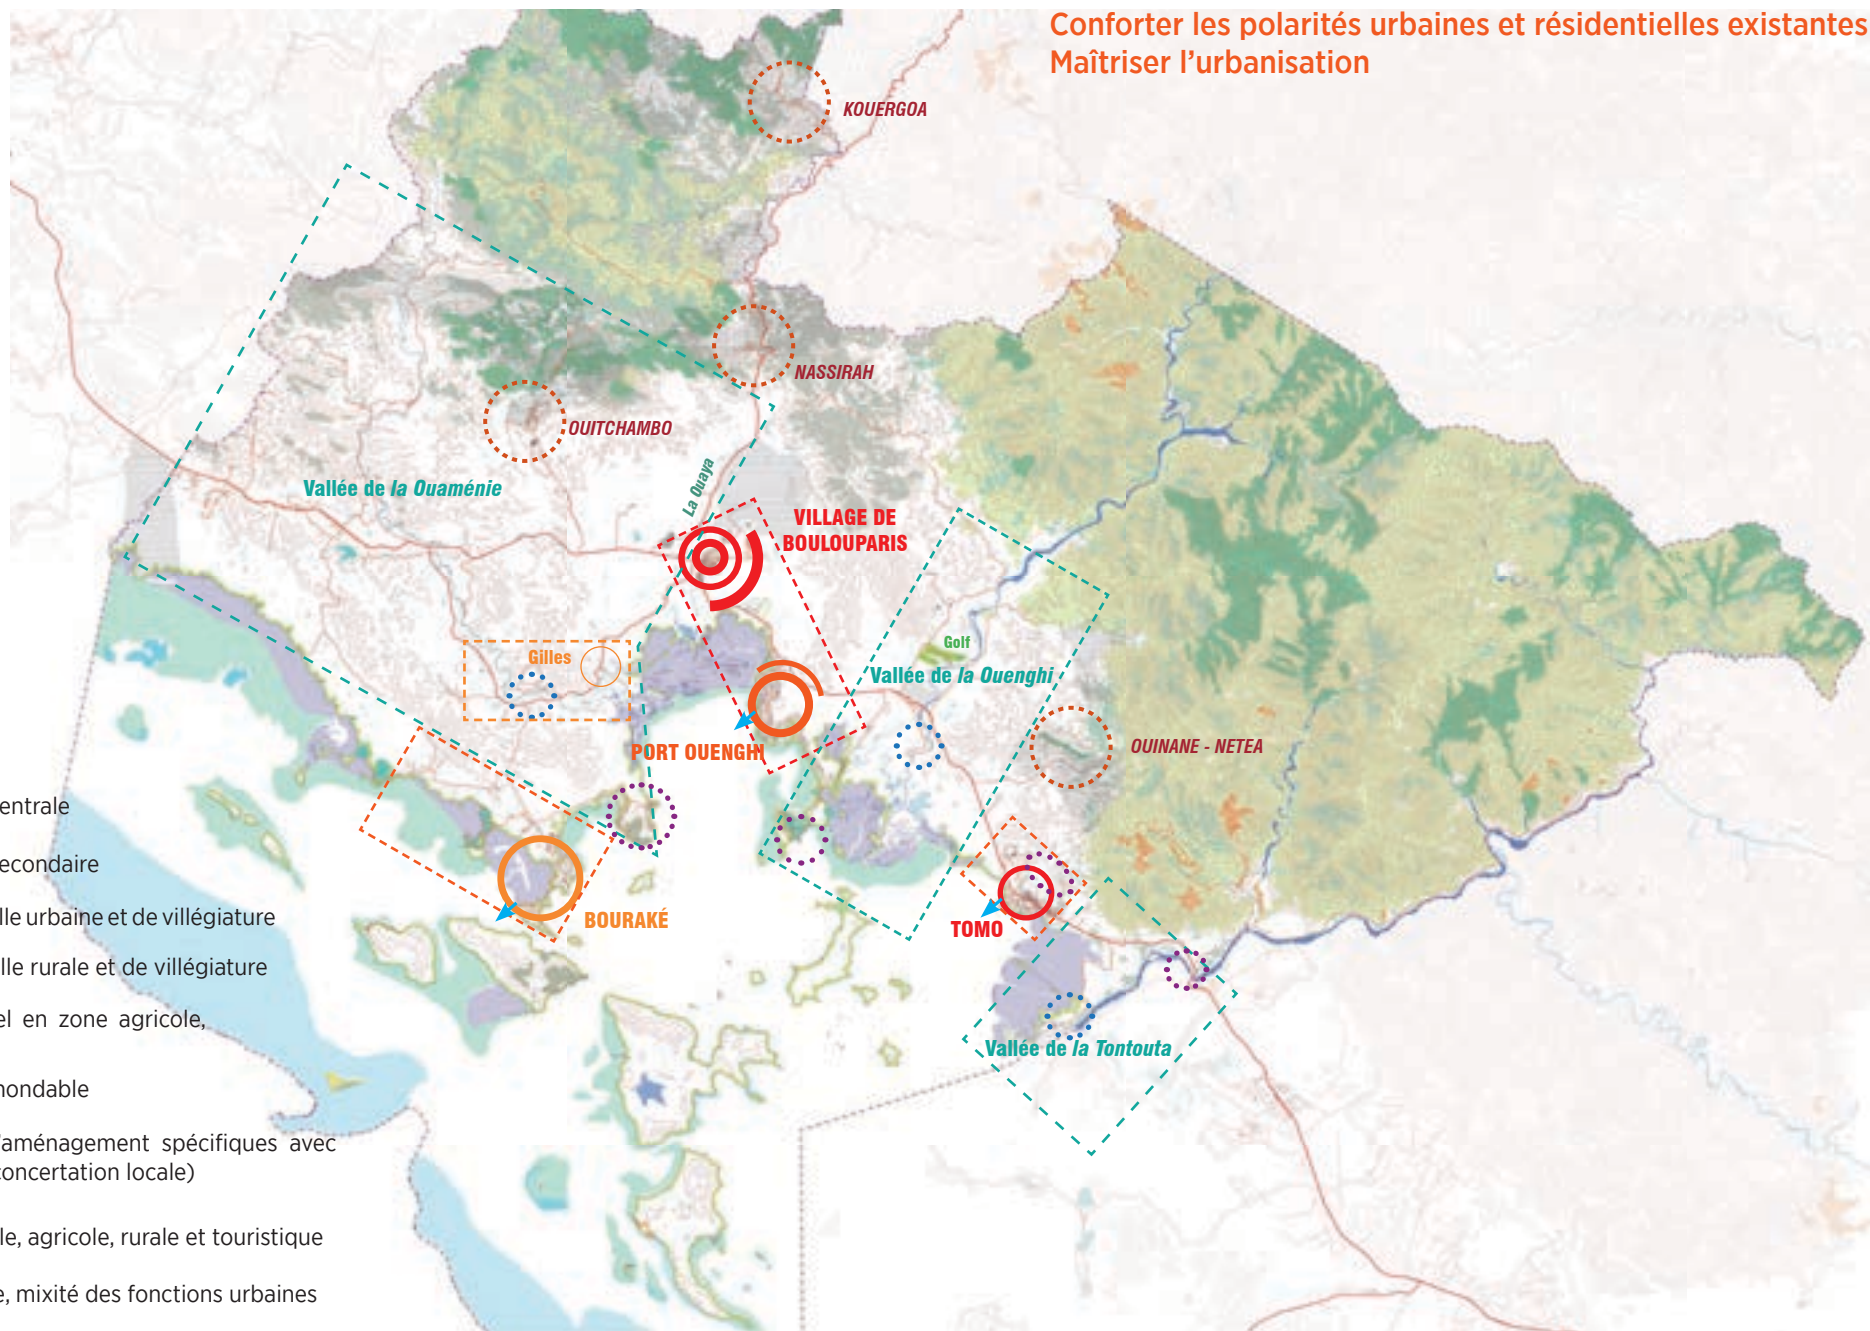 Conforter les polarités urbaines et résidentielles existantes
Maîtriser l'urbanisation
KOUERGOA
NASSIRAH
OUITCHAMBO
La Ouaya
Vallée de la Ouaménie
VILLAGE DE
BOULOUPARIS
Golf
Gilles
Vallée de la Ouenghi
PORT OUENGHI
OUINANE - NETEA
BOURAKÉ
TOMO
Vallée de la Tontouta
entrale
econdaire
lle urbaine et de villégiature
lle rurale et de villégiature
el en zone agricole,
nondable
'aménagement spécifiques avec
concertation locale)
le, agricole, rurale et touristique
e, mixité des fonctions urbaines